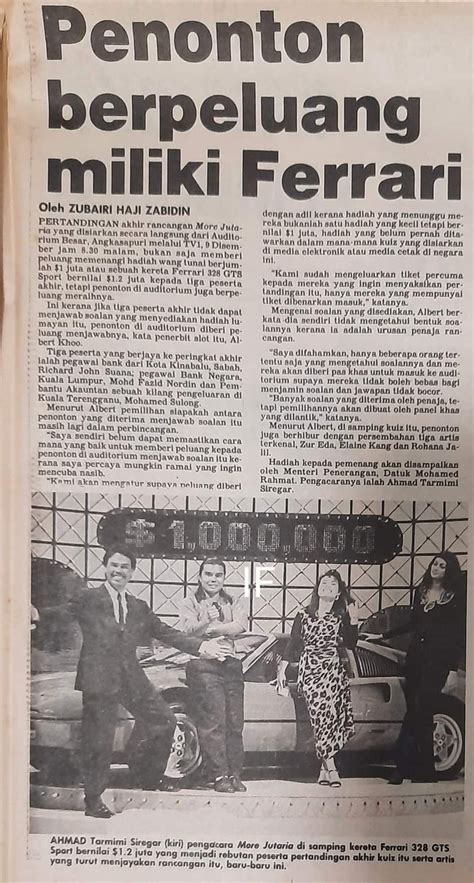 Penonton
berpeluang
miliki Ferrari
Oleh ZUBAIRI HAJI ZABIDIN
PERTANDINGAN akhir rancangan More Jutaria
yang disiarkan secara langsung dari Auditorium
Besar, Angkasapuri melalui TV1, 9 Disember
jam 8.30 malam, bukan saja memberi
peluang memenangi hadiah wang tunai berjumlah
$1 juta atau sebuah kereta Ferrari 328 GTS
Sport bernilai $1.2 juta kepada tiga peserta
akhir, tetapi penonton di auditorium juga berpeluang
meraihnya.
Ini kerana jika tiga peserta akhir tidak dapat
menjawab soalan yang menyediakan hadiah lumayan
itu, penonton di auditorium diberi peluang
menjawabnya, kata penerbit alot itu, Albert
Khoo.
Tiga peserta yang berjaya ke peringkat akhir
ialah pegawai bank dari Kota Kinabalu, Sabah,
Richard John Suana; pegawai Bank Negara,
Kuala Lumpur, Mohd Fazid Nordin dan Pembantu
Akauntan sebuah kilang pengeluaran di
Kuala Terengganu, Mohamed Sulong.
Menurut Albert pemilihan siapakah antara
penonton yang diterima menjawab soalan itu
masih lagi dalam perbincangan.
"Saya sendiri belum dapat memastikan cara
mana yang baik untuk memberi peluang kepada
penonton di auditorium menjawab soalan itu kerana
saya percaya mungkin ramai yang ingin
mencuba nasib.
"Kami akan mengatur supaya peluang diberi
dengan adil kerana hadiah yang menunggu mereka
bukanlah satu hadiah yang kecil tetapi bernilai
$1 juta, hadiah yang belum pernah ditawarkan
dalam mana-mana kuiz yang disiarkan
di media elektronik atau media cetak di negara
ini.
"Kami sudah mengeluarkan tiket percuma
kepada mereka yang ingin menyaksikan pertandingan
itu, hanya mereka yang mempunyai
tiket dibenarkan masuk," katanya.
Mengenai soalan yang disediakan, Albert berkata
dia sendiri tidak mengetahui bentuk soalannya
kerana ia adalah urusan penaja rancangan.
"Saya difahamkan, hanya beberapa orang tertentu
saja yang mengetahui soalannya dan mereka
akan diberi pas khas untuk masuk ke auditorium
supaya mereka tidak boleh bebas bagi
menjamin soalan dan jawapan tidak bocor.
"Banyak soalan yang diterima oleh penaja, tetapi
pemilihannya akan dibuat oleh panel khas
yang dilantik," katanya.
Menurut Albert, di samping kuiz itu, penonton
juga berhibur dengan persembahan tiga artis
terkenal, Zur Eda, Elaine Kang dan Rohana Jalil.
Hadiah kepada pemenang akan disampaikan
oleh Menteri Penerangan, Datuk Mohamed
Rahmat. Pengacaranya ialah Ahmad Tarmimi
Siregar.
$1,000,000
IF
AHMAD Tarmimi Siregar (kiri) pengacara More Jutaria di samping kereta Ferrari 328 GTS
Sport bernilai $1.2 juta yang menjadi rebutan peserta pertandingan akhir kuiz itu serta artis
yang turut menjayakan rancangan itu, baru-baru ini.